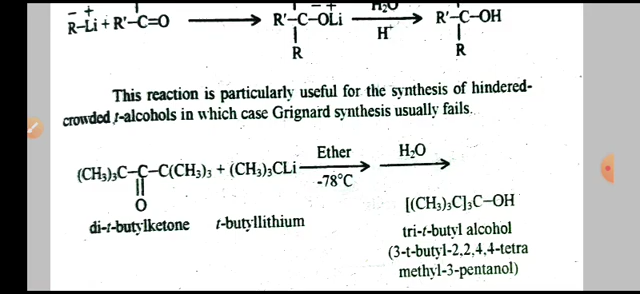 R–Li + R'–C=O → R'–C–OLi H₂O → R'–C–OH
- + - + H⁺
R R
This reaction is particularly useful for the synthesis of hindered-
crowded t-alcohols in which case Grignard synthesis usually fails.
(CH₃)₃C–C–C(CH₃)₃ + (CH₃)₃CLi Ether → H₂O →
O -78°C
[(CH₃)₃C]₃C–OH
di-t-butylketone t-butyllithium tri-t-butyl alcohol
(3-t-butyl-2,2,4,4-tetra
methyl-3-pentanol)